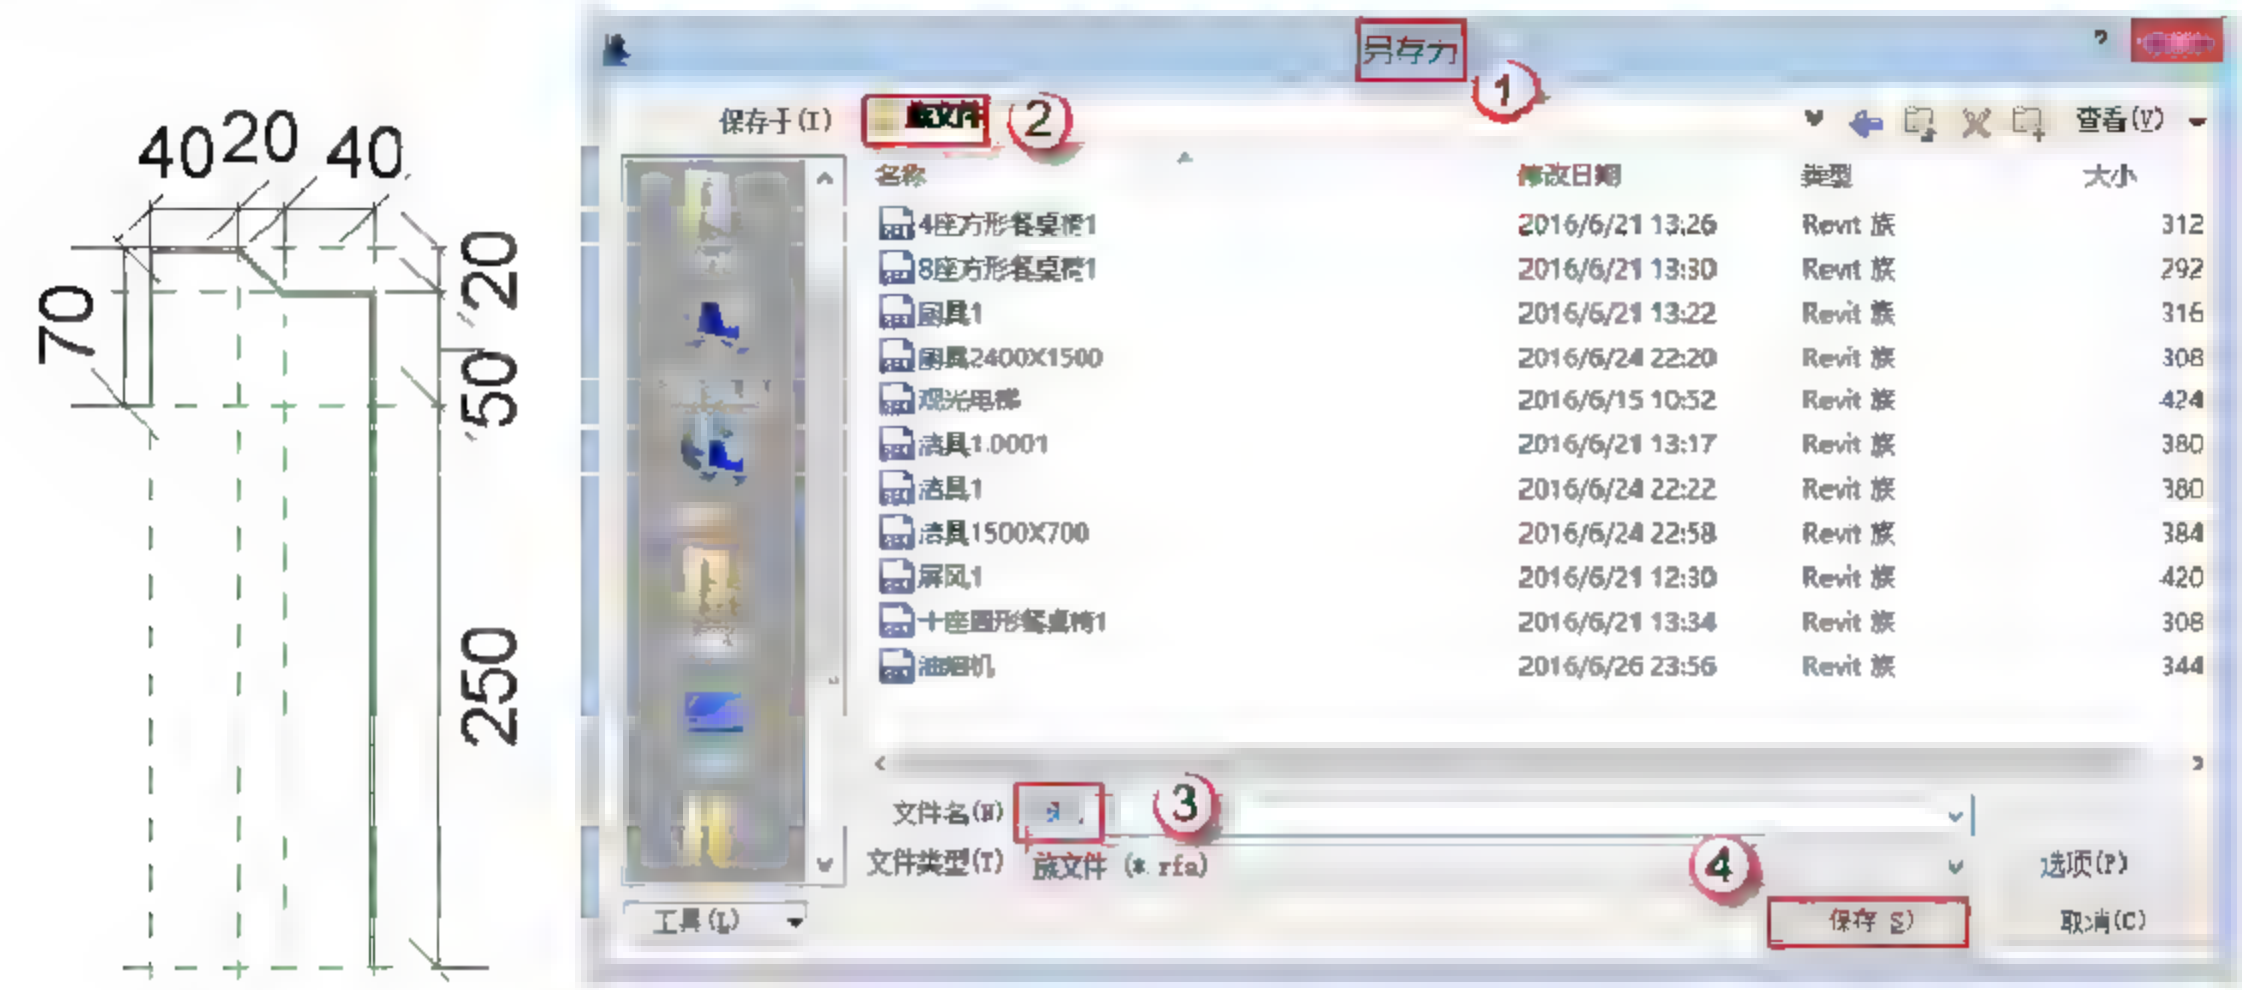 40 20 40
20
70
50
250
另存为
?
1
保存于(I)
族文件
2
查看(V)
名称 修改日期 类型 大小
4座方形餐桌椅1 2016/6/21 13:26 Revit 族 312
8座方形餐桌椅1 2016/6/21 13:30 Revit 族 292
厨具1 2016/6/21 13:22 Revit 族 316
厨具2400X1500 2016/6/24 22:20 Revit 族 308
观光电梯 2016/6/15 10:52 Revit 族 424
洁具1.0001 2016/6/21 13:17 Revit 族 380
洁具1 2016/6/24 22:22 Revit 族 380
洁具1500X700 2016/6/24 22:58 Revit 族 384
屏风1 2016/6/21 12:30 Revit 族 420
十座圆形餐桌椅1 2016/6/21 13:34 Revit 族 308
油烟机 2016/6/26 23:56 Revit 族 344
文件名(N)
3
文件类型(T) 族文件 (*.rfa)
4
选项(P)
工具(L)
保存 S)
取消(C)